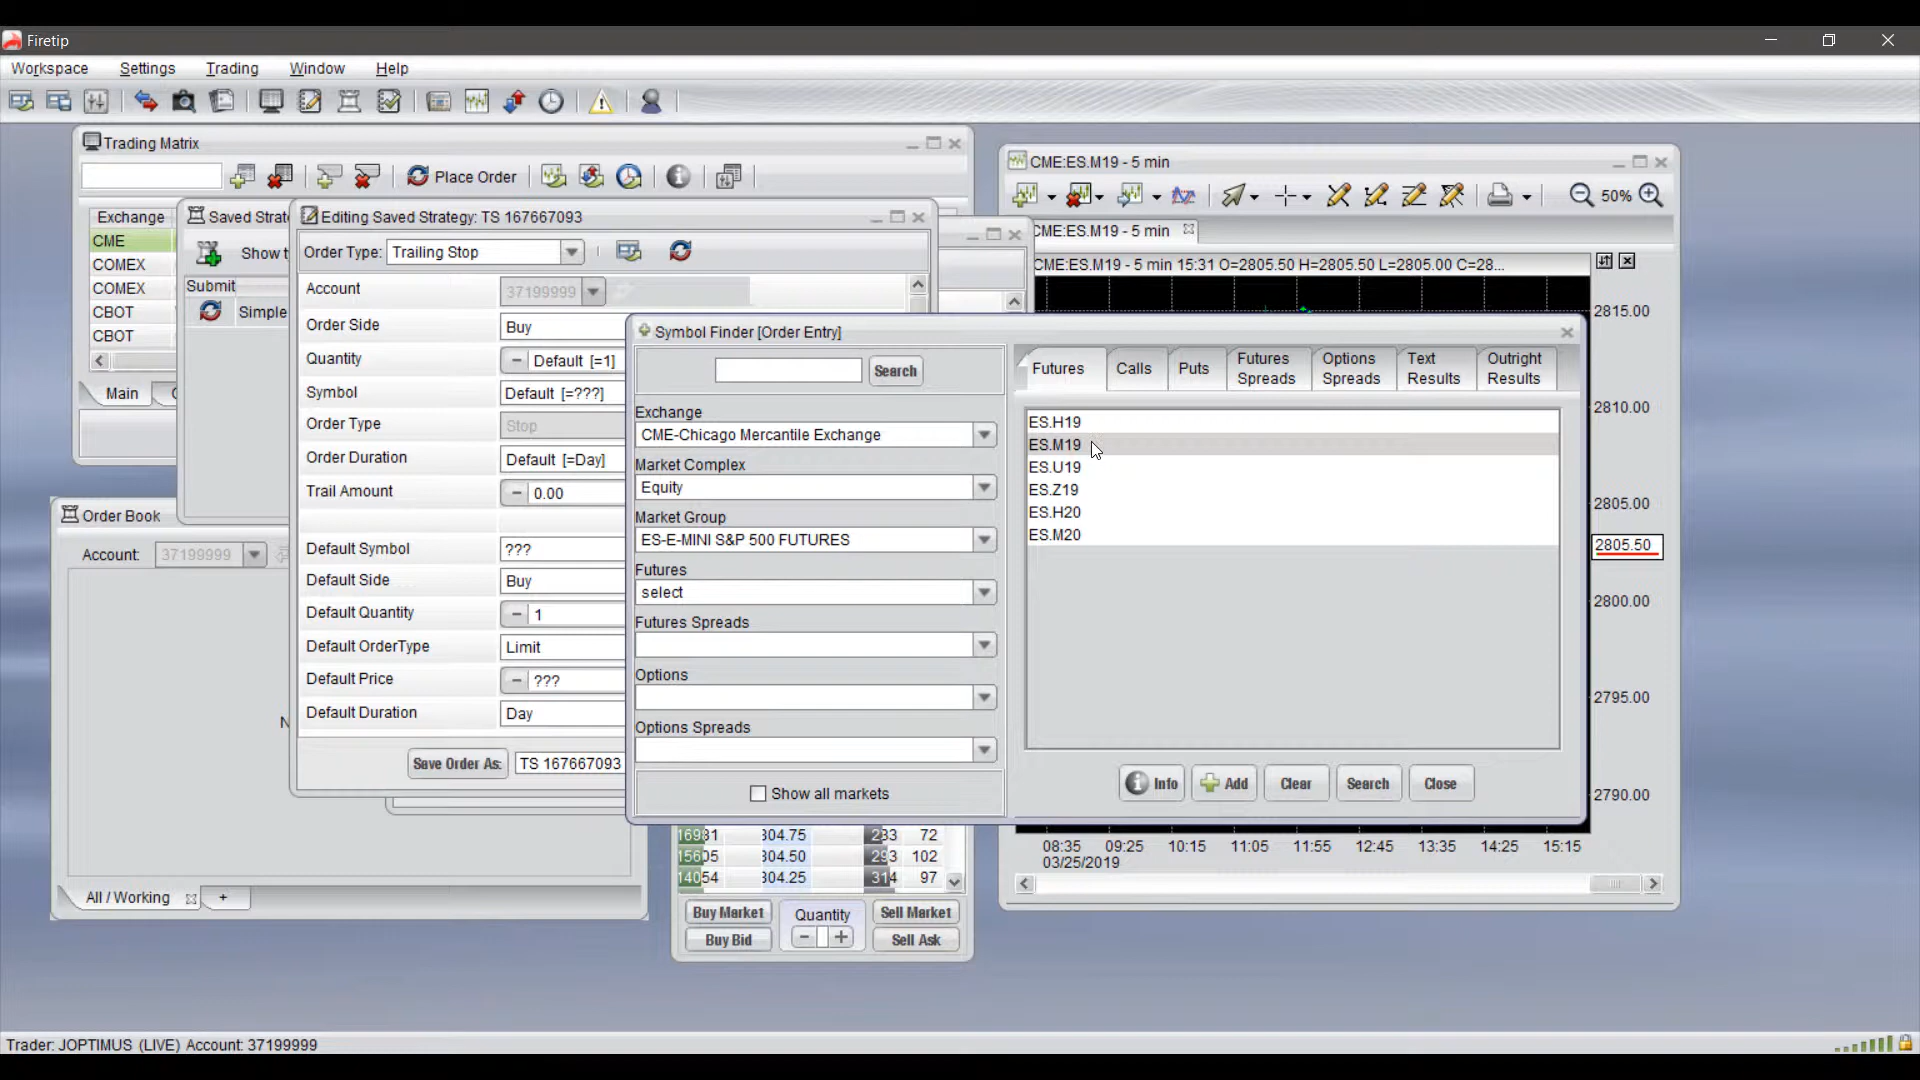 Firetip
Workspace Settings Trading Window Help
Trading Matrix
Place Order
Exchange
CME
COMEX
COMEX
CBOT
CBOT
Main
Saved Strat
Show t
Submit
Simple
Editing Saved Strategy: TS 167667093
Order Type: Trailing Stop
Account 37199999
Order Side Buy
Quantity − Default [=1]
Symbol Default [=???]
Order Type Stop
Order Duration Default [=Day]
Trail Amount − 0.00
Default Symbol ???
Default Side Buy
Default Quantity − 1
Default OrderType Limit
Default Price − ???
Default Duration Day
Save Order As: TS 167667093
Symbol Finder [Order Entry]
Search
Exchange
CME-Chicago Mercantile Exchange
Market Complex
Equity
Market Group
ES-E-MINI S&P 500 FUTURES
Futures
select
Futures Spreads
Options
Options Spreads
Show all markets
Futures Calls Puts Futures Spreads Options Spreads Text Results Outright Results
ES.H19
ES.M19
ES.U19
ES.Z19
ES.H20
ES.M20
Info Add Clear Search Close
CME:ES.M19 - 5 min
50%
CME:ES.M19 - 5 min
CME:ES.M19 - 5 min 15:31 O=2805.50 H=2805.50 L=2805.00 C=28...
2815.00
2810.00
2805.00
2805.50
2800.00
2795.00
2790.00
08:35 09:25 10:15 11:05 11:55 12:45 13:35 14:25 15:15
03/25/2019
Order Book
Account: 37199999
N
All / Working +
16981 304.75 233 72
15605 304.50 293 102
14054 304.25 314 97
Buy Market Quantity Sell Market
Buy Bid − + Sell Ask
Trader: JOPTIMUS (LIVE) Account: 37199999